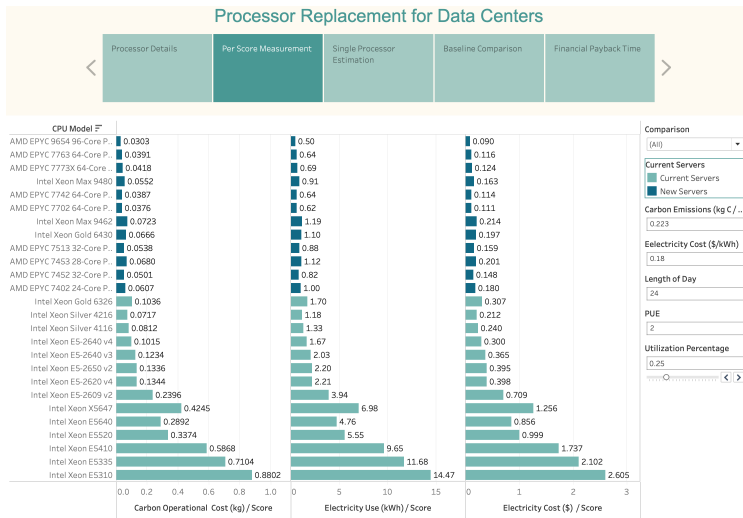 Processor Replacement for Data Centers
Processor Details
Per Score Measurement
Single Processor
Estimation
Baseline Comparison
Financial Payback Time
CPU Model
AMD EPYC 9654 96-Core P.. 0.0303 0.50 0.090
AMD EPYC 7763 64-Core P.. 0.0391 0.64 0.116
AMD EPYC 7773X 64-Core .. 0.0418 0.69 0.124
Intel Xeon Max 9480 0.0552 0.91 0.163
AMD EPYC 7742 64-Core P.. 0.0387 0.64 0.114
AMD EPYC 7702 64-Core P.. 0.0376 0.62 0.111
Intel Xeon Max 9462 0.0723 1.19 0.214
Intel Xeon Gold 6430 0.0666 1.10 0.197
AMD EPYC 7513 32-Core P.. 0.0538 0.88 0.159
AMD EPYC 7453 28-Core P.. 0.0680 1.12 0.201
AMD EPYC 7452 32-Core P.. 0.0501 0.82 0.148
AMD EPYC 7402 24-Core P.. 0.0607 1.00 0.180
Intel Xeon Gold 6326 0.1036 1.70 0.307
Intel Xeon Silver 4216 0.0717 1.18 0.212
Intel Xeon Silver 4116 0.0812 1.33 0.240
Intel Xeon E5-2640 v4 0.1015 1.67 0.300
Intel Xeon E5-2640 v3 0.1234 2.03 0.365
Intel Xeon E5-2650 v2 0.1336 2.20 0.395
Intel Xeon E5-2620 v4 0.1344 2.21 0.398
Intel Xeon E5-2609 v2 0.2396 3.94 0.709
Intel Xeon X5647 0.4245 6.98 1.256
Intel Xeon E5640 0.2892 4.76 0.856
Intel Xeon E5520 0.3374 5.55 0.999
Intel Xeon E5410 0.5868 9.65 1.737
Intel Xeon E5335 0.7104 11.68 2.102
Intel Xeon E5310 0.8802 14.47 2.605
0.0 0.2 0.4 0.6 0.8 1.0 0 5 10 15 0 1 2 3
Carbon Operational Cost (kg) / Score
Electricity Use (kWh) / Score
Electricity Cost ($) / Score
Comparison
(All)
Current Servers
Current Servers
New Servers
Carbon Emissions (kg C / ..
0.223
Eelectricity Cost ($/kWh)
0.18
Length of Day
24
PUE
2
Utilization Percentage
0.25